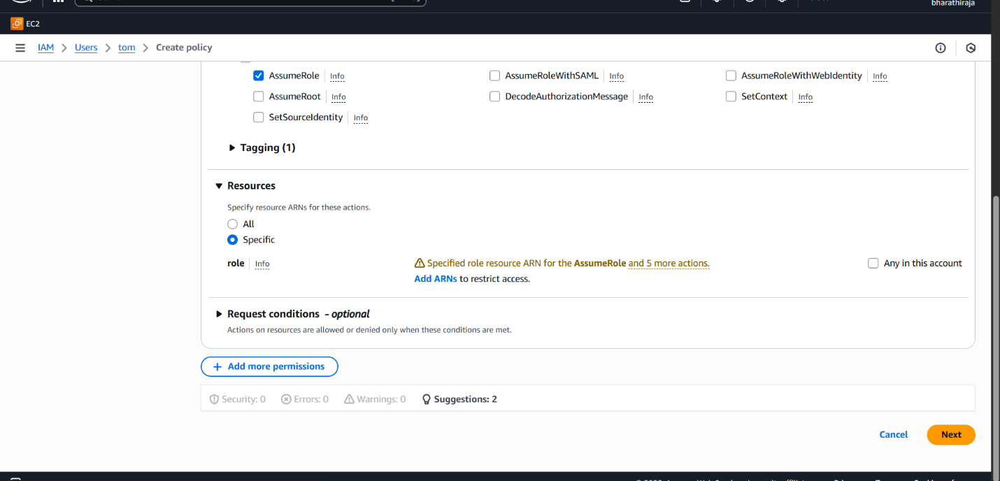 bharathiraja
EC2
IAM > Users > tom > Create policy
AssumeRole Info AssumeRoleWithSAML Info AssumeRoleWithWebIdentity Info
AssumeRoot Info DecodeAuthorizationMessage Info SetContext Info
SetSourceIdentity Info
Tagging (1)
Resources
Specify resource ARNs for these actions.
All
Specific
role Info Specified role resource ARN for the AssumeRole and 5 more actions. Any in this account
Add ARNs to restrict access.
Request conditions - optional
Actions on resources are allowed or denied only when these conditions are met.
+ Add more permissions
Security: 0 Errors: 0 Warnings: 0 Suggestions: 2
Cancel Next